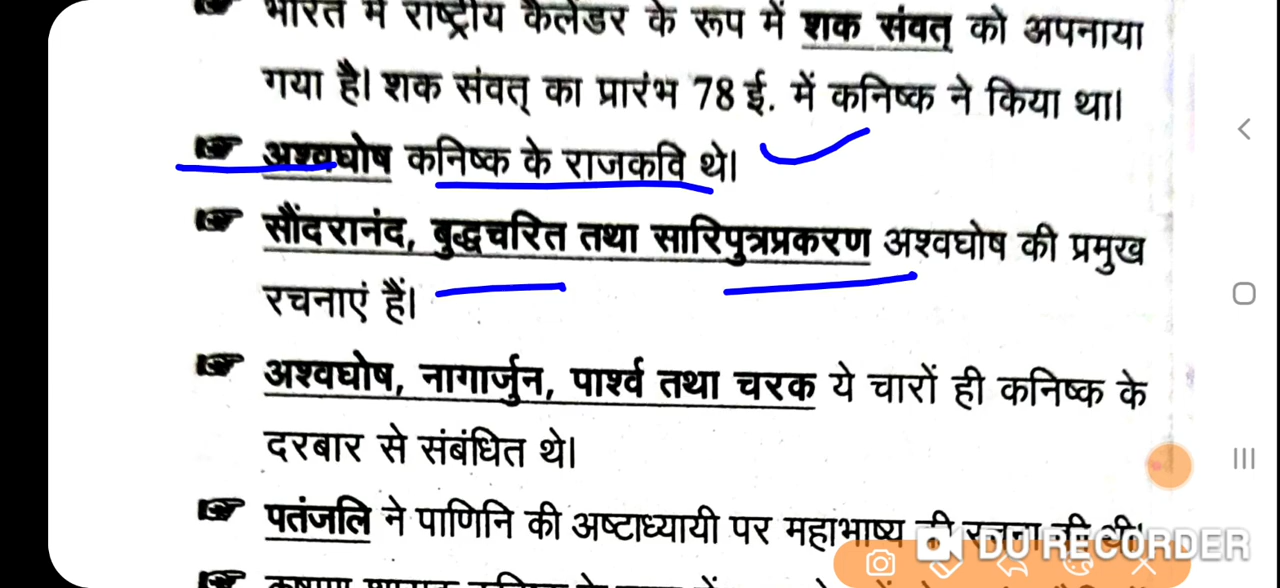 भारत में राष्ट्रीय कैलेंडर के रूप में शक संवत् को अपनाया
गया है। शक संवत् का प्रारंभ 78 ई. में कनिष्क ने किया था।
अश्वघोष कनिष्क के राजकवि थे।
सौंदरानंद, बुद्धचरित तथा सारिपुत्रप्रकरण अश्वघोष की प्रमुख
रचनाएं हैं।
अश्वघोष, नागार्जुन, पार्श्व तथा चरक ये चारों ही कनिष्क के
दरबार से संबंधित थे।
पतंजलि ने पाणिनि की अष्टाध्यायी पर महाभाष्य की रचना की थी।
DU RECORDER